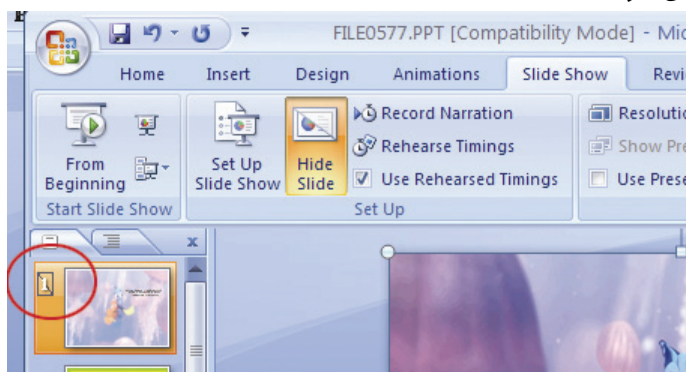 FILE0577.PPT [Compatibility Mode] - Mic
Home Insert Design Animations Slide Show Revi
From Beginning
Set Up Slide Show
Hide Slide
Record Narration
Rehearse Timings
Use Rehearsed Timings
Resolutio
Show Pre
Use Prese
Start Slide Show
Set Up
1